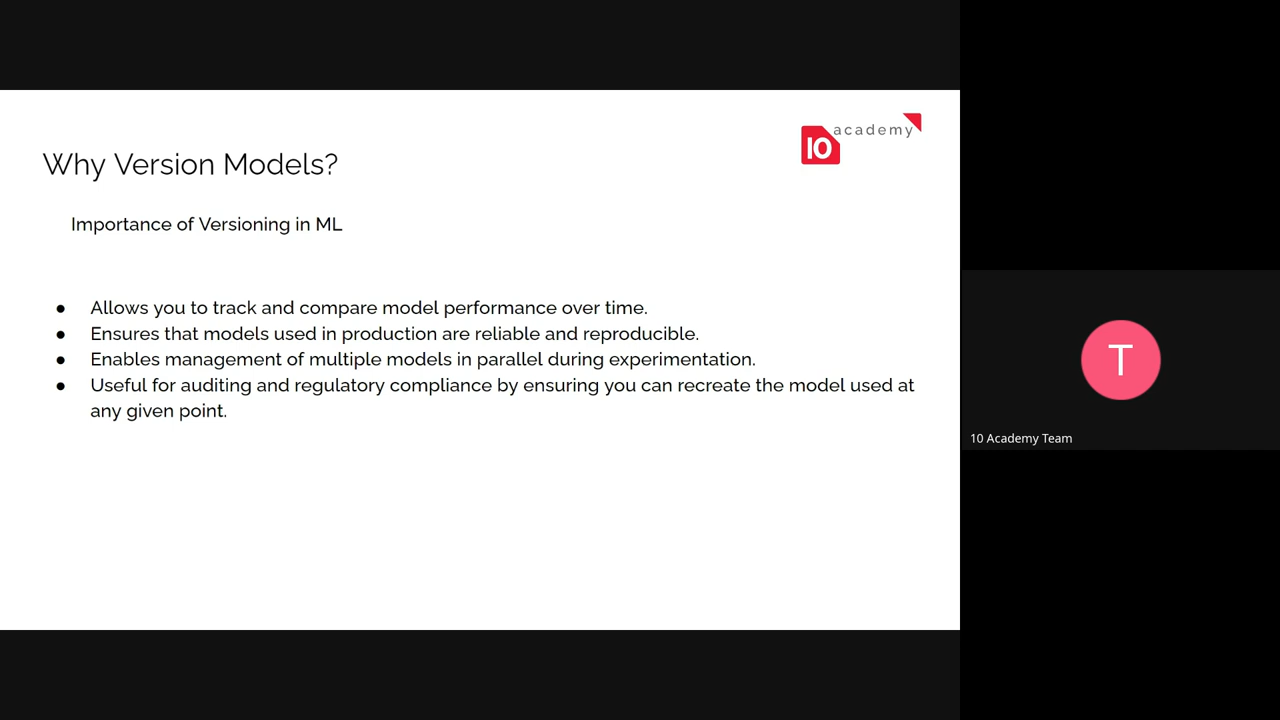 10 academy
Why Version Models?
Importance of Versioning in ML
● Allows you to track and compare model performance over time.
● Ensures that models used in production are reliable and reproducible.
● Enables management of multiple models in parallel during experimentation.
● Useful for auditing and regulatory compliance by ensuring you can recreate the model used at
any given point.
T
10 Academy Team